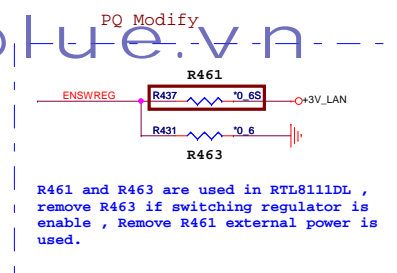 PQ Modify
lue.vn
R461
ENSWREG R437 *0_6S +3V_LAN
R431 *0_6
R463
R461 and R463 are used in RTL8111DL ,
remove R463 if switching regulator is
enable , Remove R461 external power is
used.